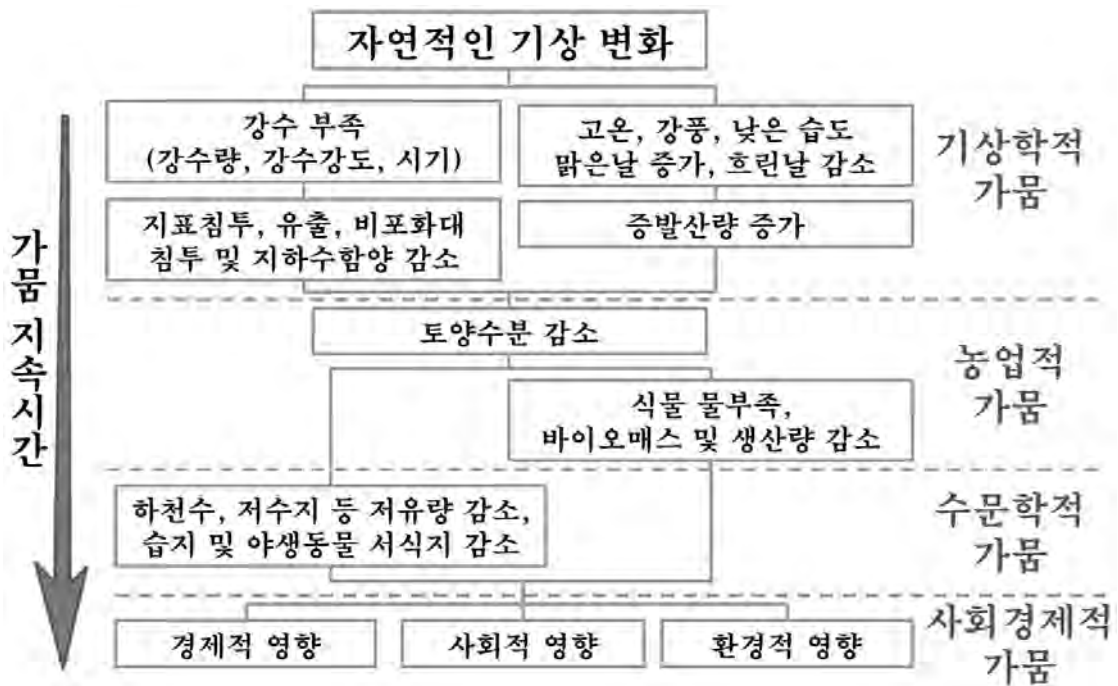 자연적인 기상 변화
강수 부족
(강수량, 강수강도, 시기)
고온, 강풍, 낮은 습도
맑은날 증가, 흐린날 감소
기상학적
가뭄
지표침투, 유출, 비포화대
침투 및 지하수함양 감소
증발산량 증가
가뭄 지속시간
토양수분 감소
농업적
가뭄
식물 물부족,
바이오매스 및 생산량 감소
하천수, 저수지 등 저유량 감소,
습지 및 야생동물 서식지 감소
수문학적
가뭄
경제적 영향
사회적 영향
환경적 영향
사회경제적
가뭄